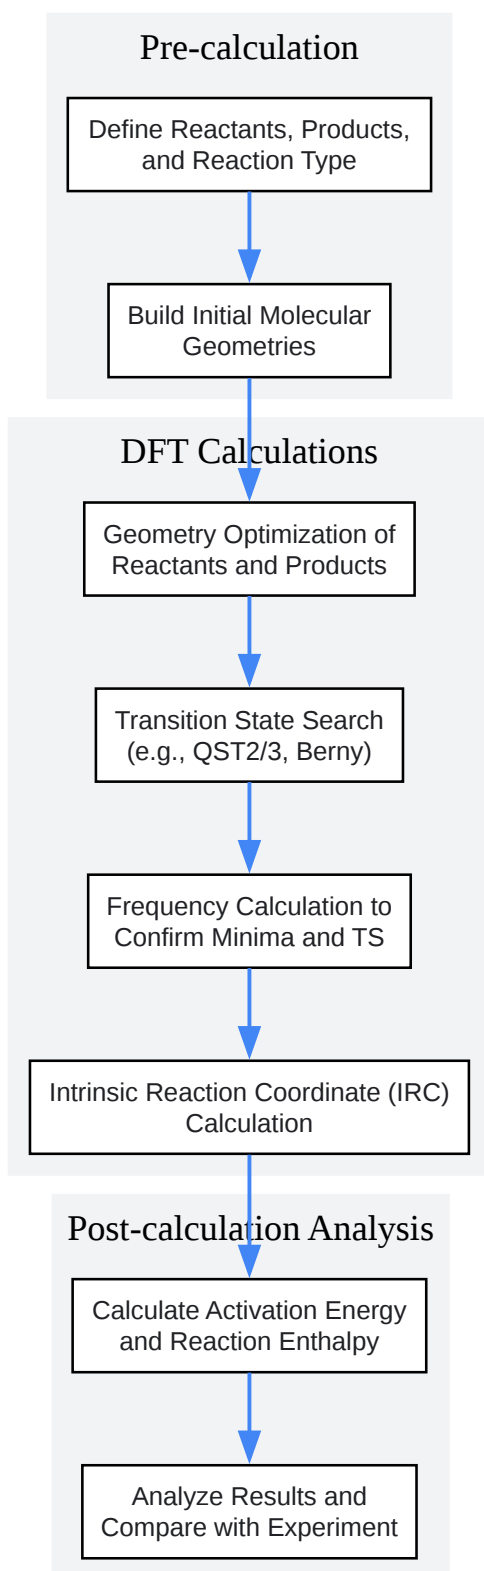 Pre-calculation
Define Reactants, Products,
and Reaction Type
Build Initial Molecular
Geometries
DFT Calculations
Geometry Optimization of
Reactants and Products
Transition State Search
(e.g., QST2/3, Berny)
Frequency Calculation to
Confirm Minima and TS
Intrinsic Reaction Coordinate (IRC)
Calculation
Post-calculation Analysis
Calculate Activation Energy
and Reaction Enthalpy
Analyze Results and
Compare with Experiment